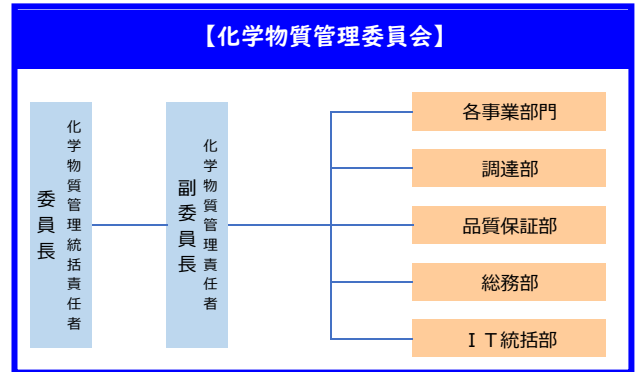 【化学物質管理委員会】
委員長
化学物質管理統括責任者
副委員長
化学物質管理責任者
各事業部門
調達部
品質保証部
総務部
ＩＴ統括部